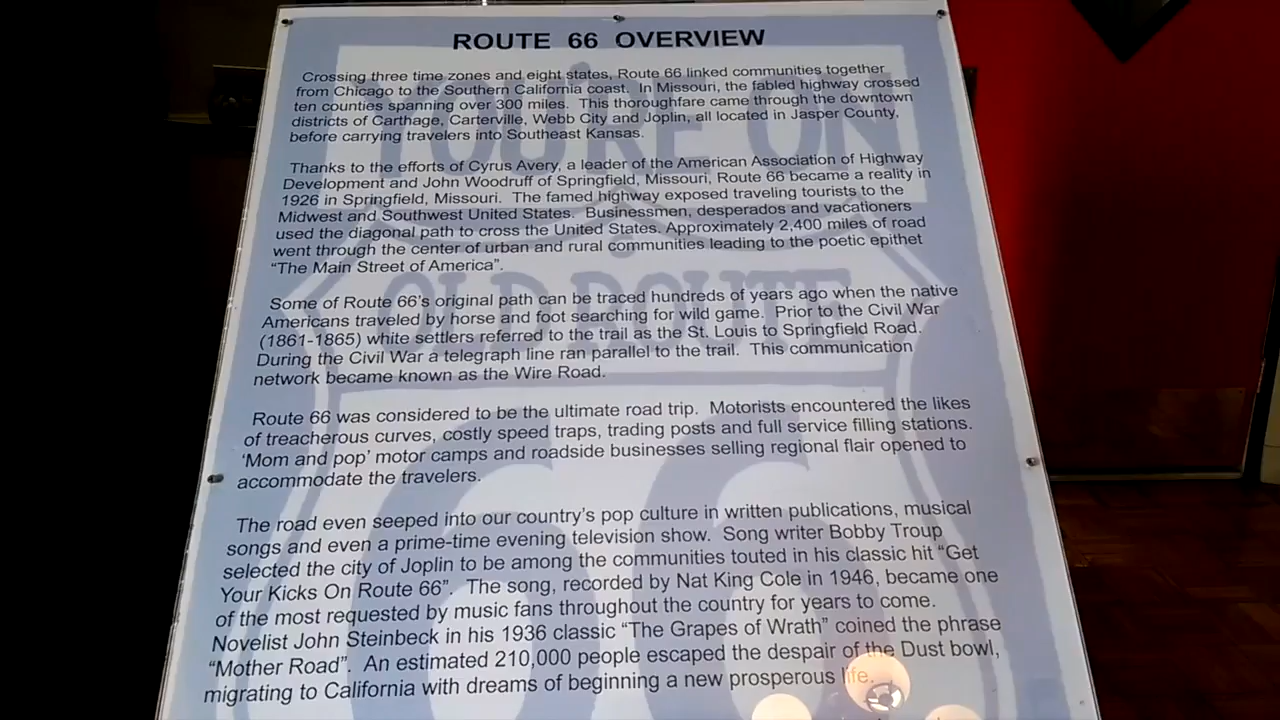 ROUTE 66 OVERVIEW
Crossing three time zones and eight states, Route 66 linked communities together
from Chicago to the Southern California coast. In Missouri, the fabled highway crossed
ten counties spanning over 300 miles. This thoroughfare came through the downtown
districts of Carthage, Carterville, Webb City and Joplin, all located in Jasper County,
before carrying travelers into Southeast Kansas.
Thanks to the efforts of Cyrus Avery, a leader of the American Association of Highway
Development and John Woodruff of Springfield, Missouri, Route 66 became a reality in
1926 in Springfield, Missouri. The famed highway exposed traveling tourists to the
Midwest and Southwest United States. Businessmen, desperados and vacationers
used the diagonal path to cross the United States. Approximately 2,400 miles of road
went through the center of urban and rural communities leading to the poetic epithet
“The Main Street of America”.
Some of Route 66’s original path can be traced hundreds of years ago when the native
Americans traveled by horse and foot searching for wild game. Prior to the Civil War
(1861-1865) white settlers referred to the trail as the St. Louis to Springfield Road.
During the Civil War a telegraph line ran parallel to the trail. This communication
network became known as the Wire Road.
Route 66 was considered to be the ultimate road trip. Motorists encountered the likes
of treacherous curves, costly speed traps, trading posts and full service filling stations.
‘Mom and pop’ motor camps and roadside businesses selling regional flair opened to
accommodate the travelers.
The road even seeped into our country’s pop culture in written publications, musical
songs and even a prime-time evening television show. Song writer Bobby Troup
selected the city of Joplin to be among the communities touted in his classic hit “Get
Your Kicks On Route 66”. The song, recorded by Nat King Cole in 1946, became one
of the most requested by music fans throughout the country for years to come.
Novelist John Steinbeck in his 1936 classic “The Grapes of Wrath” coined the phrase
“Mother Road”. An estimated 210,000 people escaped the despair of the Dust bowl,
migrating to California with dreams of beginning a new prosperous life.
YOU'RE ON
OLD ROUTE
66